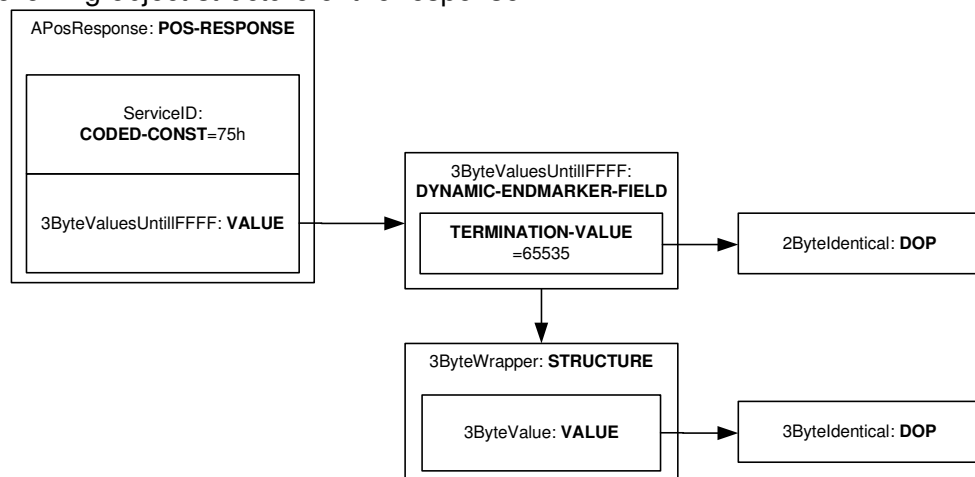 APosResponse: POS-RESPONSE
ServiceID:
CODED-CONST=75h
3ByteValuesUntillFFFF: VALUE
3ByteValuesUntillFFFF:
DYNAMIC-ENDMARKER-FIELD
TERMINATION-VALUE
=65535
2ByteIdentical: DOP
3ByteWrapper: STRUCTURE
3ByteValue: VALUE
3ByteIdentical: DOP